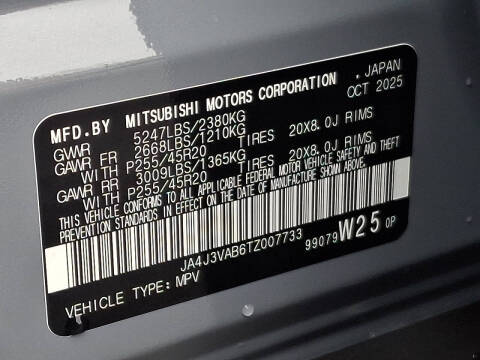 MFD.BY MITSUBISHI MOTORS CORPORATION . JAPAN
GVWR 5247LBS/2380KG OCT 2025
GAWR FR 2668LBS/1210KG
WITH P255/45R20 TIRES 20X8.0J RIMS
GAWR RR 3009LBS/1365KG
WITH P255/45R20 TIRES 20X8.0J RIMS
THIS VEHICLE CONFORMS TO ALL APPLICABLE FEDERAL MOTOR VEHICLE SAFETY AND THEFT
PREVENTION STANDARDS IN EFFECT ON THE DATE OF MANUFACTURE SHOWN ABOVE.
JA4J3VAB6TZ007733 99079 W25 0P
VEHICLE TYPE: MPV